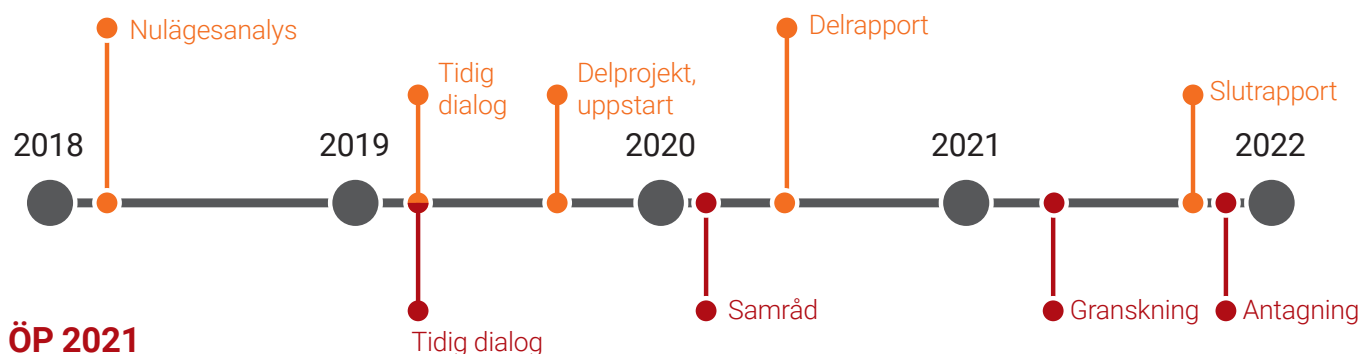 Nulägesanalys
Delrapport
Tidig
dialog
Delprojekt,
uppstart
Slutrapport
2018
2019
2020
2021
2022
Samråd
Granskning
Antagning
ÖP 2021
Tidig dialog